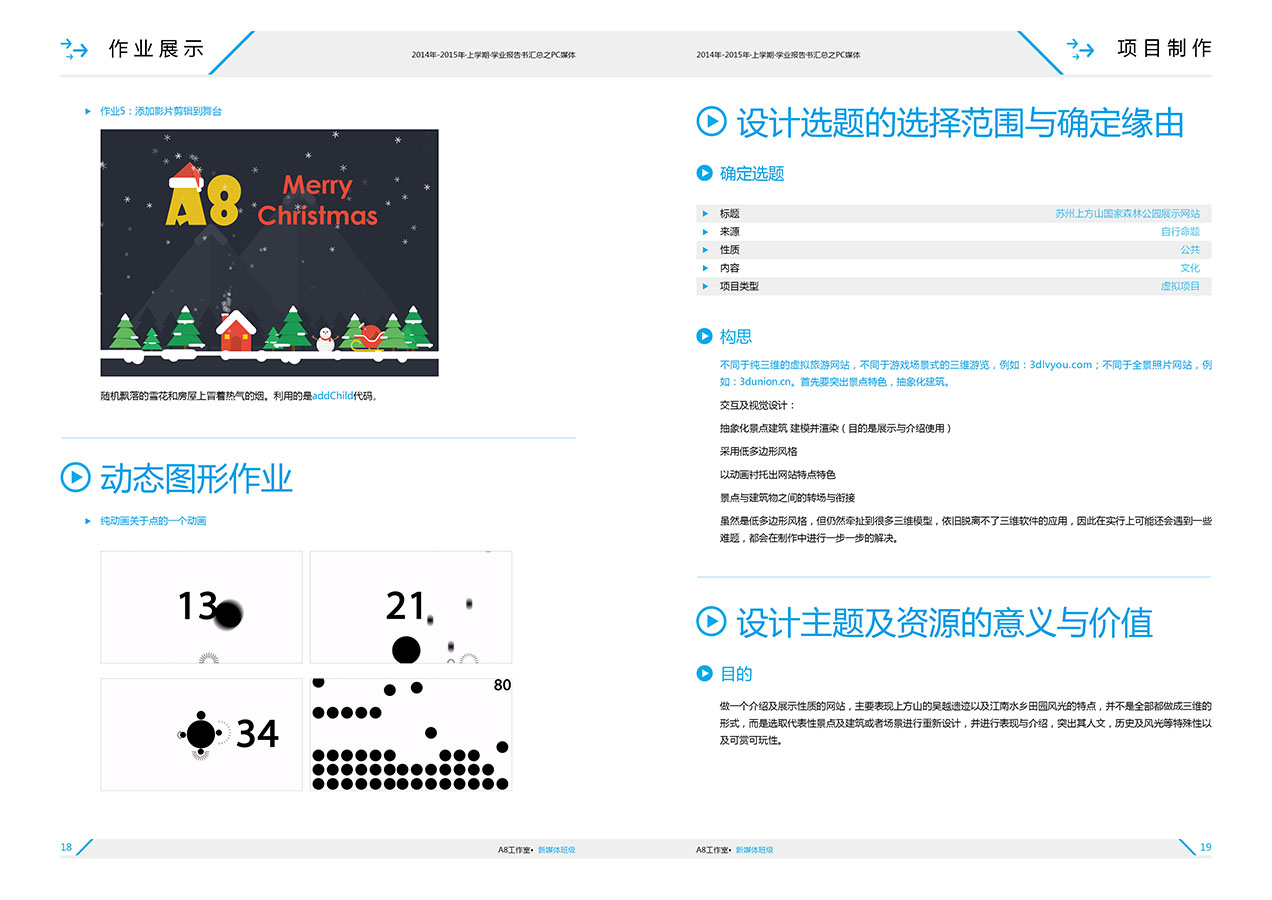 作业展示
2014年-2015年-上学期-学业报告书汇总之PC媒体
作业5：添加影片剪辑到舞台
A8
Merry
Christmas
随机飘落的雪花和房屋上冒着热气的烟。利用的是addChild代码。
动态图形作业
纯动画关于点的一个动画
13
21
34
80
18
A8工作室• 新媒体班级
2014年-2015年-上学期-学业报告书汇总之PC媒体
项目制作
设计选题的选择范围与确定缘由
确定选题
标题 苏州上方山国家森林公园展示网站
来源 自行命题
性质 公共
内容 文化
项目类型 虚拟项目
构思
不同于纯三维的虚拟旅游网站，不同于游戏场景式的三维游览，例如：3dlvyou.com；不同于全景照片网站，例
如：3dunion.cn。首先要突出景点特色，抽象化建筑。
交互及视觉设计：
抽象化景点建筑 建模并渲染（目的是展示与介绍使用）
采用低多边形风格
以动画衬托出网站特点特色
景点与建筑物之间的转场与衔接
虽然是低多边形风格，但仍然牵扯到很多三维模型，依旧脱离不了三维软件的应用，因此在实行上可能还会遇到一些
难题，都会在制作中进行一步一步的解决。
设计主题及资源的意义与价值
目的
做一个介绍及展示性质的网站，主要表现上方山的吴越遗迹以及江南水乡田园风光的特点，并不是全部都做成三维的
形式，而是选取代表性景点及建筑或者场景进行重新设计，并进行表现与介绍，突出其人文，历史及风光等特殊性以
及可赏可玩性。
A8工作室• 新媒体班级
19